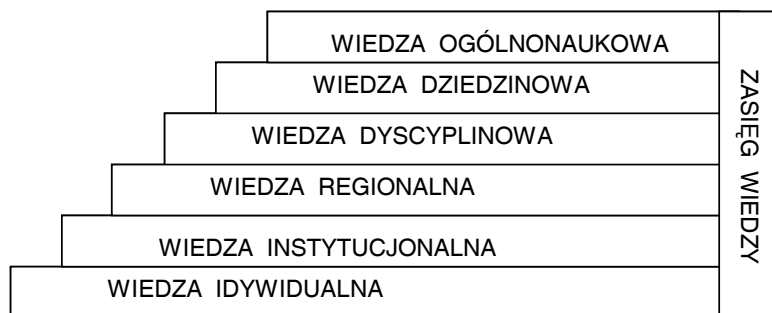 WIEDZA OGÓLNONAUKOWA
WIEDZA DZIEDZINOWA
WIEDZA DYSCYPLINOWA
WIEDZA REGIONALNA
WIEDZA INSTYTUCJONALNA
WIEDZA IDYWIDUALNA
ZASIĘG WIEDZY